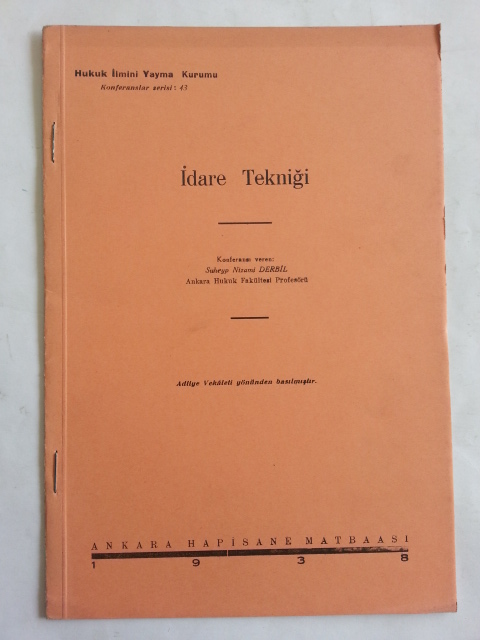 Hukuk İlmini Yayma Kurumu
Konferanslar serisi: 43
İdare Tekniği
Konferansı veren:
Suheyp Nizami DERBİL
Ankara Hukuk Fakültesi Profesörü
Adliye Vekâleti yönünden basılmıştır.
ANKARA HAPİSANE MATBAASI
1 9 3 8